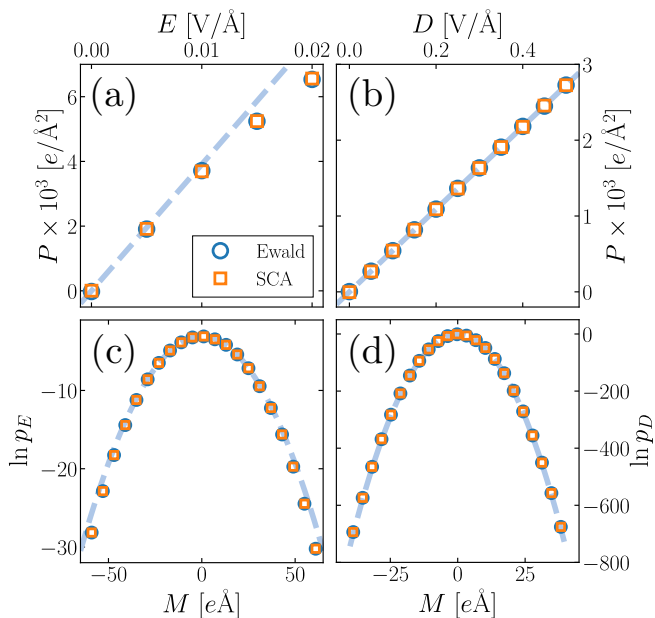 E [V/Å]
D [V/Å]
0.00 0.01 0.02
0.0 0.2 0.4
(a)
(b)
P × 10³ [e/Å²]
6
4
2
0
3
2
1
0
P × 10³ [e/Å²]
Ewald
SCA
(c)
(d)
ln p_E
−10
−20
−30
0
−200
−400
−600
−800
ln p_D
−50 0 50
−25 0 25
M [eÅ]
M [eÅ]